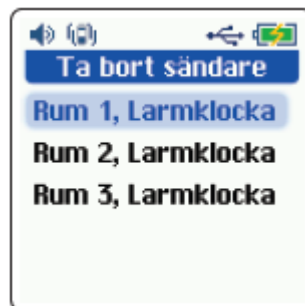 Ta bort sändare
Rum 1, Larmklocka
Rum 2, Larmklocka
Rum 3, Larmklocka